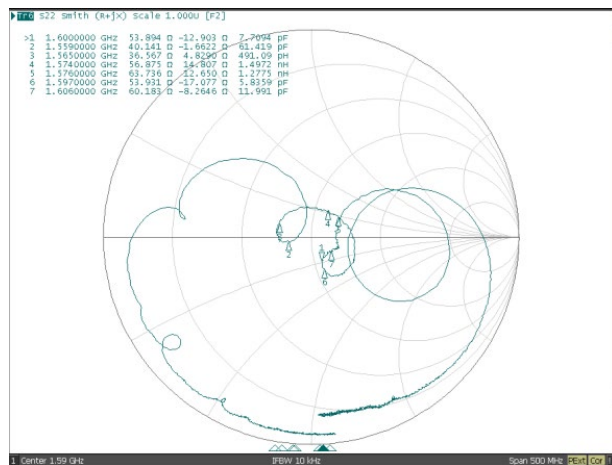 Tr6 S22 Smith (R+jX) Scale 1.000U [F2]
>1 1.6000000 GHz 53.894 Ω -12.903 Ω 7.7094 pF
2 1.5590000 GHz 40.141 Ω -1.6622 Ω 61.419 pF
3 1.5650000 GHz 36.567 Ω 4.8290 Ω 491.09 pH
4 1.5740000 GHz 56.875 Ω 14.807 Ω 1.4972 nH
5 1.5760000 GHz 63.736 Ω 12.650 Ω 1.2775 nH
6 1.5970000 GHz 53.931 Ω -17.077 Ω 5.8359 pF
7 1.6060000 GHz 60.183 Ω -8.2646 Ω 11.991 pF
4
2
7
6
1 Center 1.59 GHz IFBW 10 kHz Span 500 MHz PExt Cor